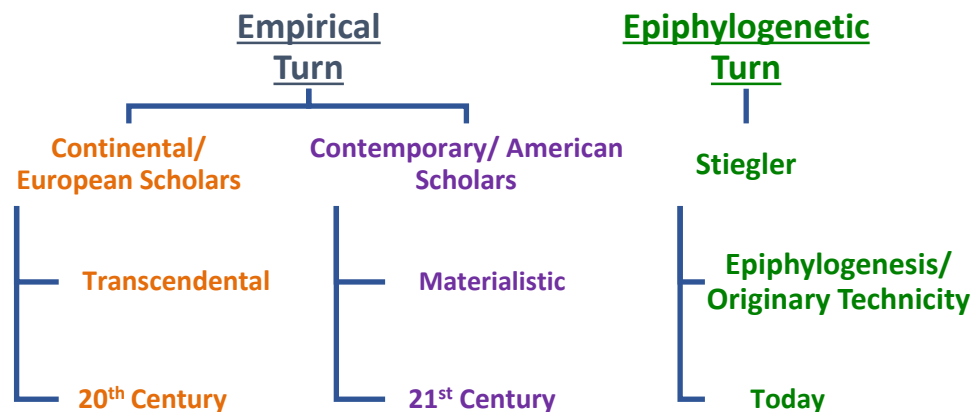 Empirical
Turn
Epiphylogenetic
Turn
Continental/
European Scholars
Contemporary/ American
Scholars
Stiegler
Transcendental
Materialistic
Epiphylogenesis/
Originary Technicity
20th Century
21st Century
Today